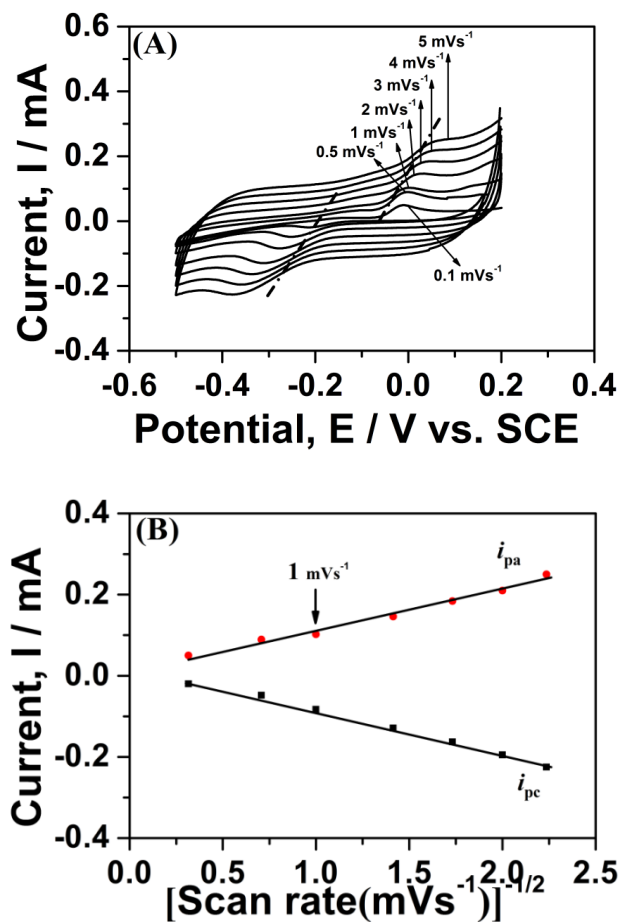 (A)
0.6
0.4
0.2
0.0
-0.2
-0.4
Current, I / mA
5 mVs⁻¹
4 mVs⁻¹
3 mVs⁻¹
2 mVs⁻¹
1 mVs⁻¹
0.5 mVs⁻¹
0.1 mVs⁻¹
-0.6 -0.4 -0.2 0.0 0.2 0.4
Potential, E / V vs. SCE
(B)
0.4
0.2
0.0
-0.2
-0.4
Current, I / mA
1 mVs⁻¹
ipa
ipc
0.0 0.5 1.0 1.5 2.0 2.5
[Scan rate(mVs⁻¹)]⁻¹/²